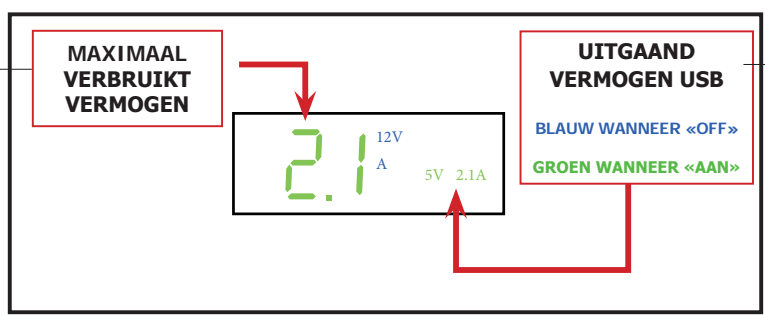 MAXIMAAL
VERBRUIKT
VERMOGEN
UITGAAND
VERMOGEN USB
BLAUW WANNEER «OFF»
GROEN WANNEER «AAN»
2.1
12V
A
5V 2.1A